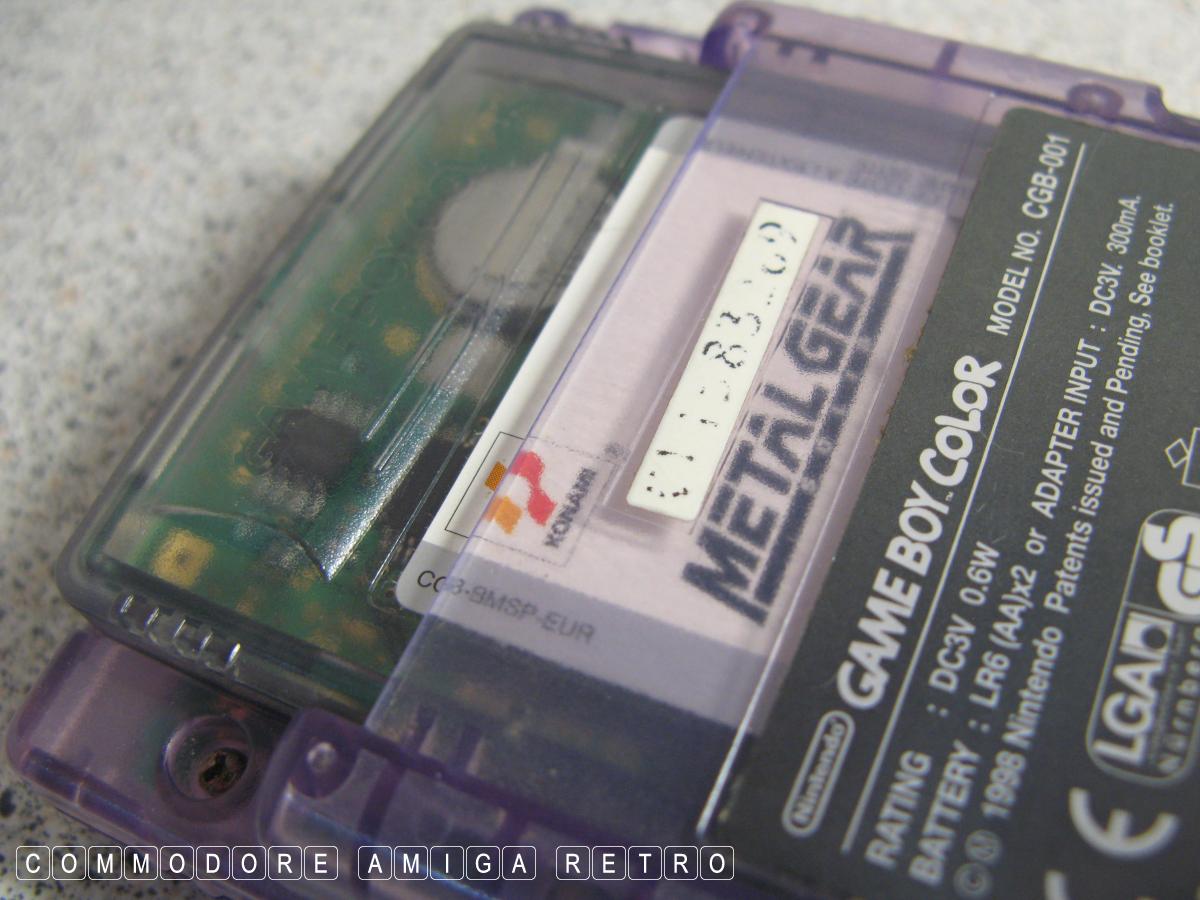 METAL GEAR
KONAMI
CGB-BMSP-EUR
Nintendo GAME BOY COLOR MODEL NO. CGB-001
RATING : DC3V 0.6W
BATTERY : LR6 (AA)x2 or ADAPTER INPUT : DC3V. 300mA.
©Ⓜ 1998 Nintendo Patents issued and Pending, See booklet.
LGA
CE
COMMODORE AMIGA RETRO